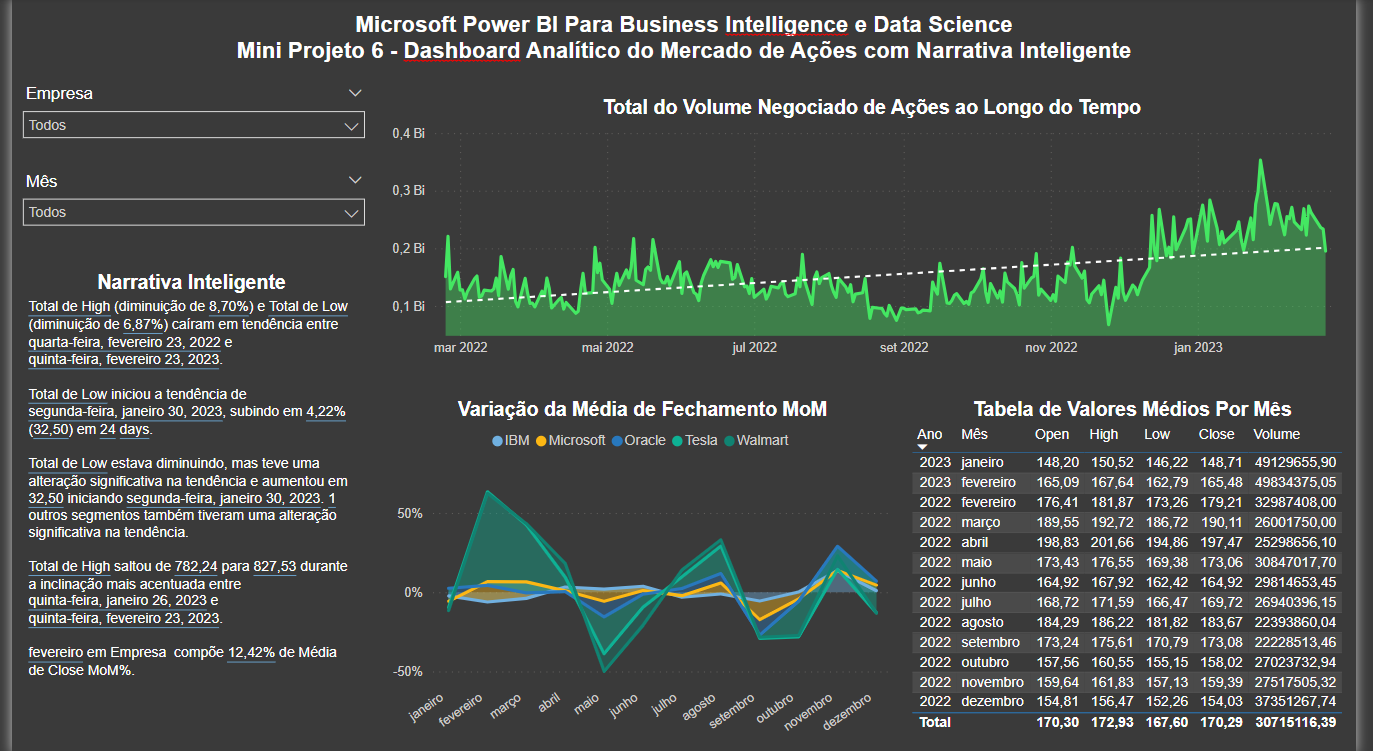 Microsoft Power BI Para Business Intelligence e Data Science
Mini Projeto 6 - Dashboard Analítico do Mercado de Ações com Narrativa Inteligente
Empresa
Todos
Mês
Todos
Narrativa Inteligente
Total de High (diminuição de 8,70%) e Total de Low
(diminuição de 6,87%) caíram em tendência entre
quarta-feira, fevereiro 23, 2022 e
quinta-feira, fevereiro 23, 2023.
Total de Low iniciou a tendência de
segunda-feira, janeiro 30, 2023, subindo em 4,22%
(32,50) em 24 days.
Total de Low estava diminuindo, mas teve uma
alteração significativa na tendência e aumentou em
32,50 iniciando segunda-feira, janeiro 30, 2023. 1
outros segmentos também tiveram uma alteração
significativa na tendência.
Total de High saltou de 782,24 para 827,53 durante
a inclinação mais acentuada entre
quinta-feira, janeiro 26, 2023 e
quinta-feira, fevereiro 23, 2023.
fevereiro em Empresa compõe 12,42% de Média
de Close MoM%.
Total do Volume Negociado de Ações ao Longo do Tempo
0,4 Bi
0,3 Bi
0,2 Bi
0,1 Bi
mar 2022 mai 2022 jul 2022 set 2022 nov 2022 jan 2023
Variação da Média de Fechamento MoM
IBM Microsoft Oracle Tesla Walmart
50%
0%
-50%
janeiro fevereiro março abril maio junho julho agosto setembro outubro novembro dezembro
Tabela de Valores Médios Por Mês
Ano Mês Open High Low Close Volume
2023 janeiro 148,20 150,52 146,22 148,71 49129655,90
2023 fevereiro 165,09 167,64 162,79 165,48 49834375,05
2022 fevereiro 176,41 181,87 173,26 179,21 32987408,00
2022 março 189,55 192,72 186,72 190,11 26001750,00
2022 abril 198,83 201,66 194,86 197,47 25298656,10
2022 maio 173,43 176,55 169,38 173,06 30847017,70
2022 junho 164,92 167,92 162,42 164,92 29814653,45
2022 julho 168,72 171,59 166,47 169,72 26940396,15
2022 agosto 184,29 186,22 181,82 183,67 22393860,04
2022 setembro 173,24 175,61 170,79 173,08 22228513,46
2022 outubro 157,56 160,55 155,15 158,02 27023732,94
2022 novembro 159,64 161,83 157,13 159,39 27517505,32
2022 dezembro 154,81 156,47 152,26 154,03 37351267,74
Total 170,30 172,93 167,60 170,29 30715116,39